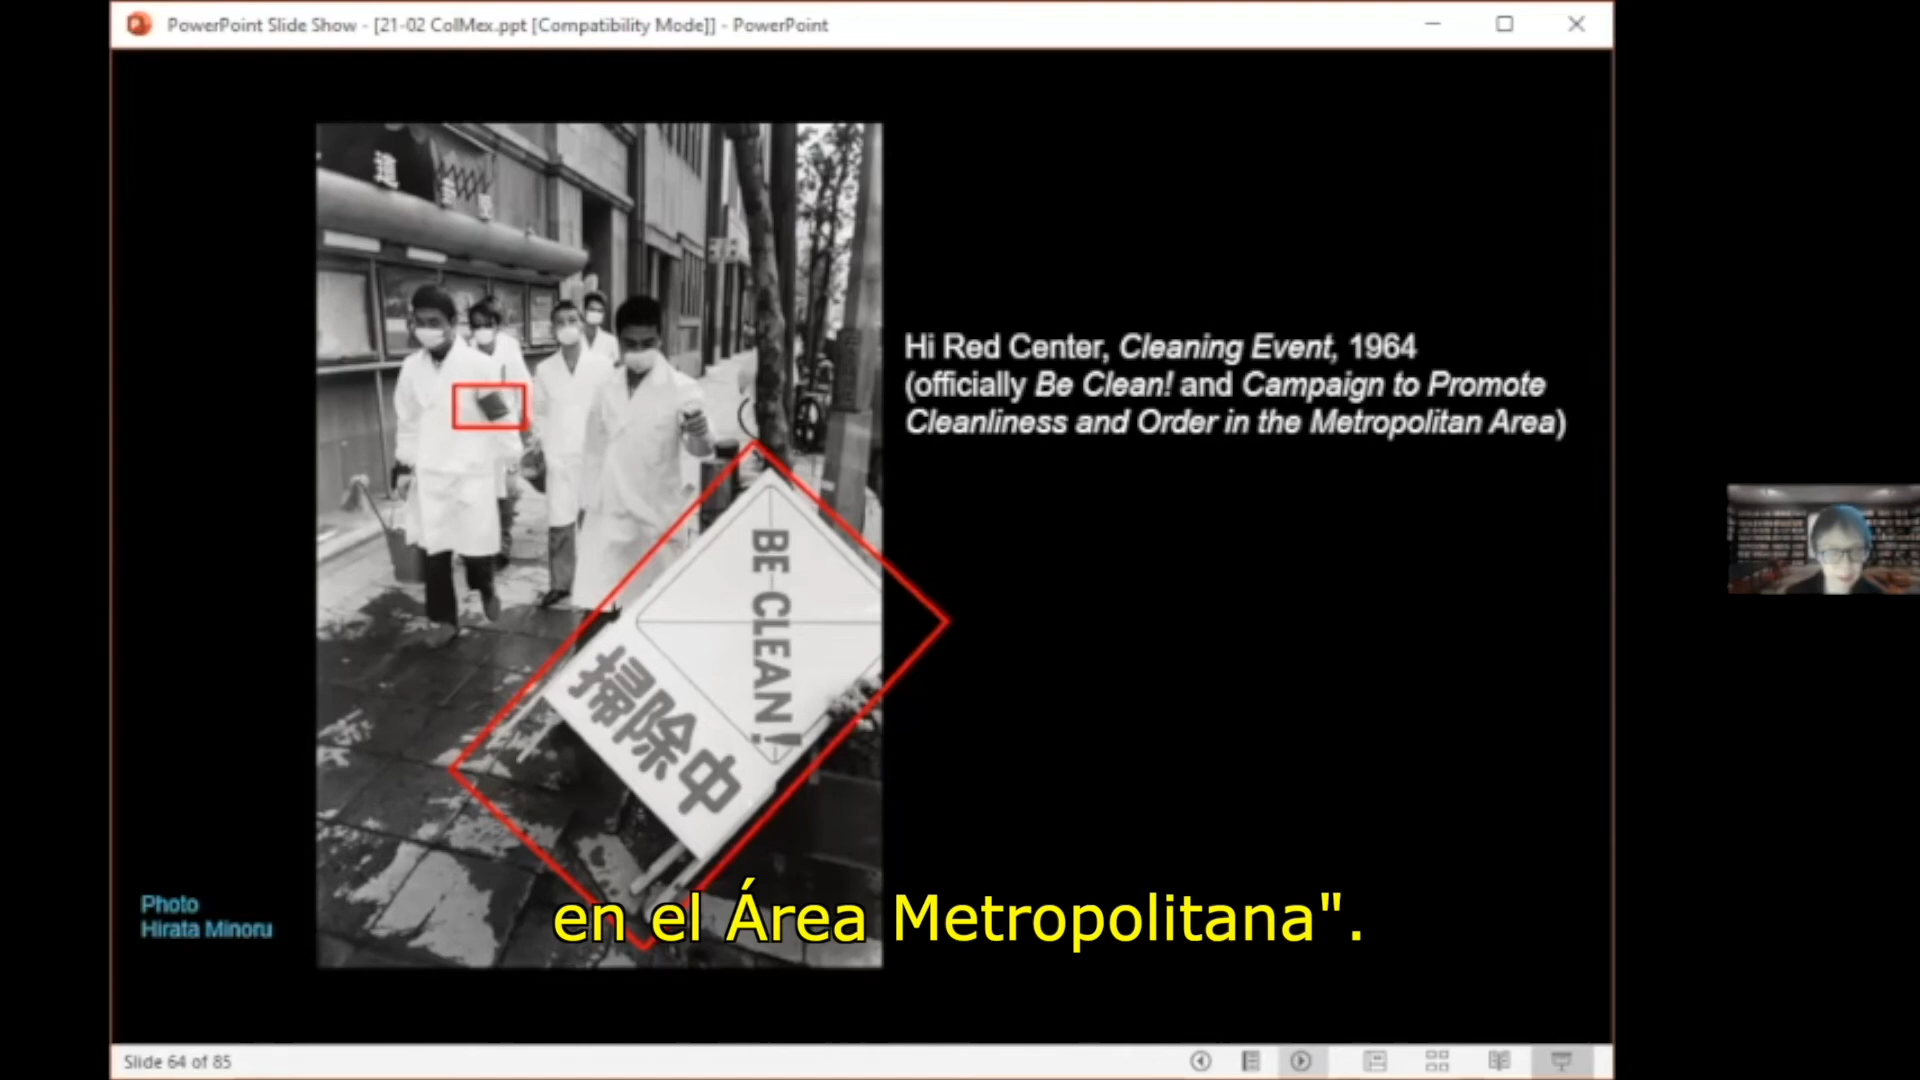 PowerPoint Slide Show - [21-02 ColMex.ppt [Compatibility Mode]] - PowerPoint
Hi Red Center, Cleaning Event, 1964
(officially Be Clean! and Campaign to Promote
Cleanliness and Order in the Metropolitan Area)
BE CLEAN!
掃除中
Photo
Hirata Minoru
en el Área Metropolitana".
Slide 64 of 85